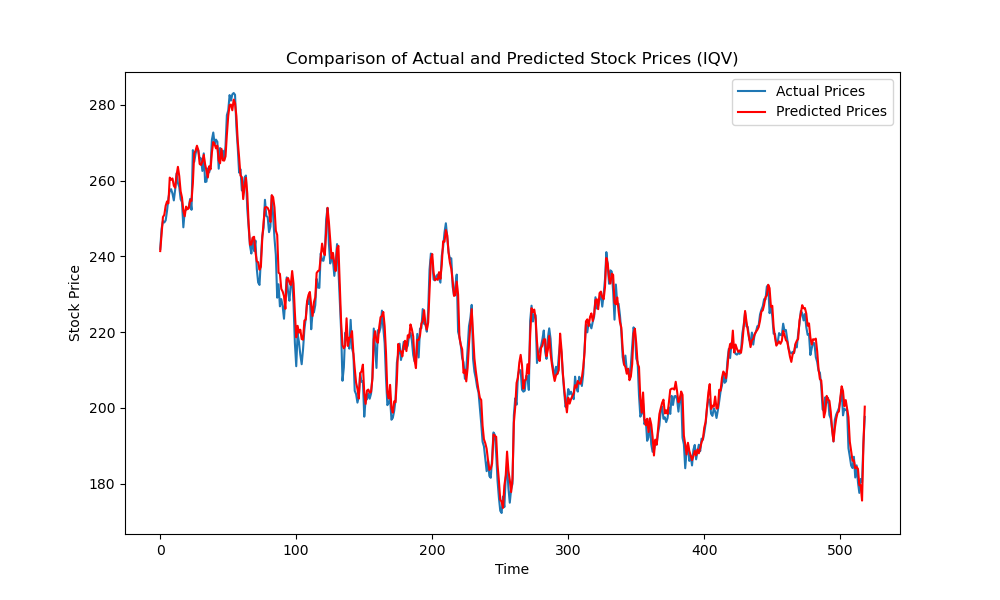 Comparison of Actual and Predicted Stock Prices (IQV)
Actual Prices
Predicted Prices
Stock Price
280
260
240
220
200
180
0 100 200 300 400 500
Time